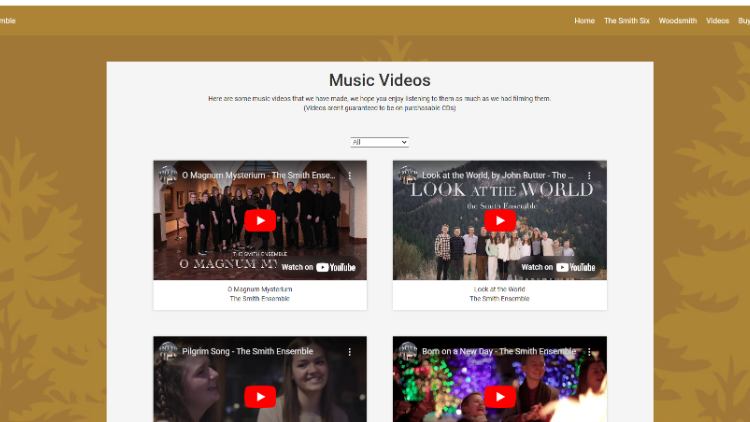 mble
Home The Smith Six Woodsmith Videos Buy
Music Videos
Here are some music videos that we have made, we hope you enjoy listening to them as much as we had filming them.
(Videos aren't guaranteed to be on purchasable CDs)
All
O Magnum Mysterium - The Smith Ense...
THE SMITH ENSEMBLE
O MAGNUM MY
Watch on YouTube
O Magnum Mysterium
The Smith Ensemble
Look at the World, by John Rutter - The ...
LOOK AT THE WORLD
the Smith Ensemble
Watch on YouTube
Look at the World
The Smith Ensemble
Pilgrim Song - The Smith Ensemble
Born on a New Day - The Smith Ensemble